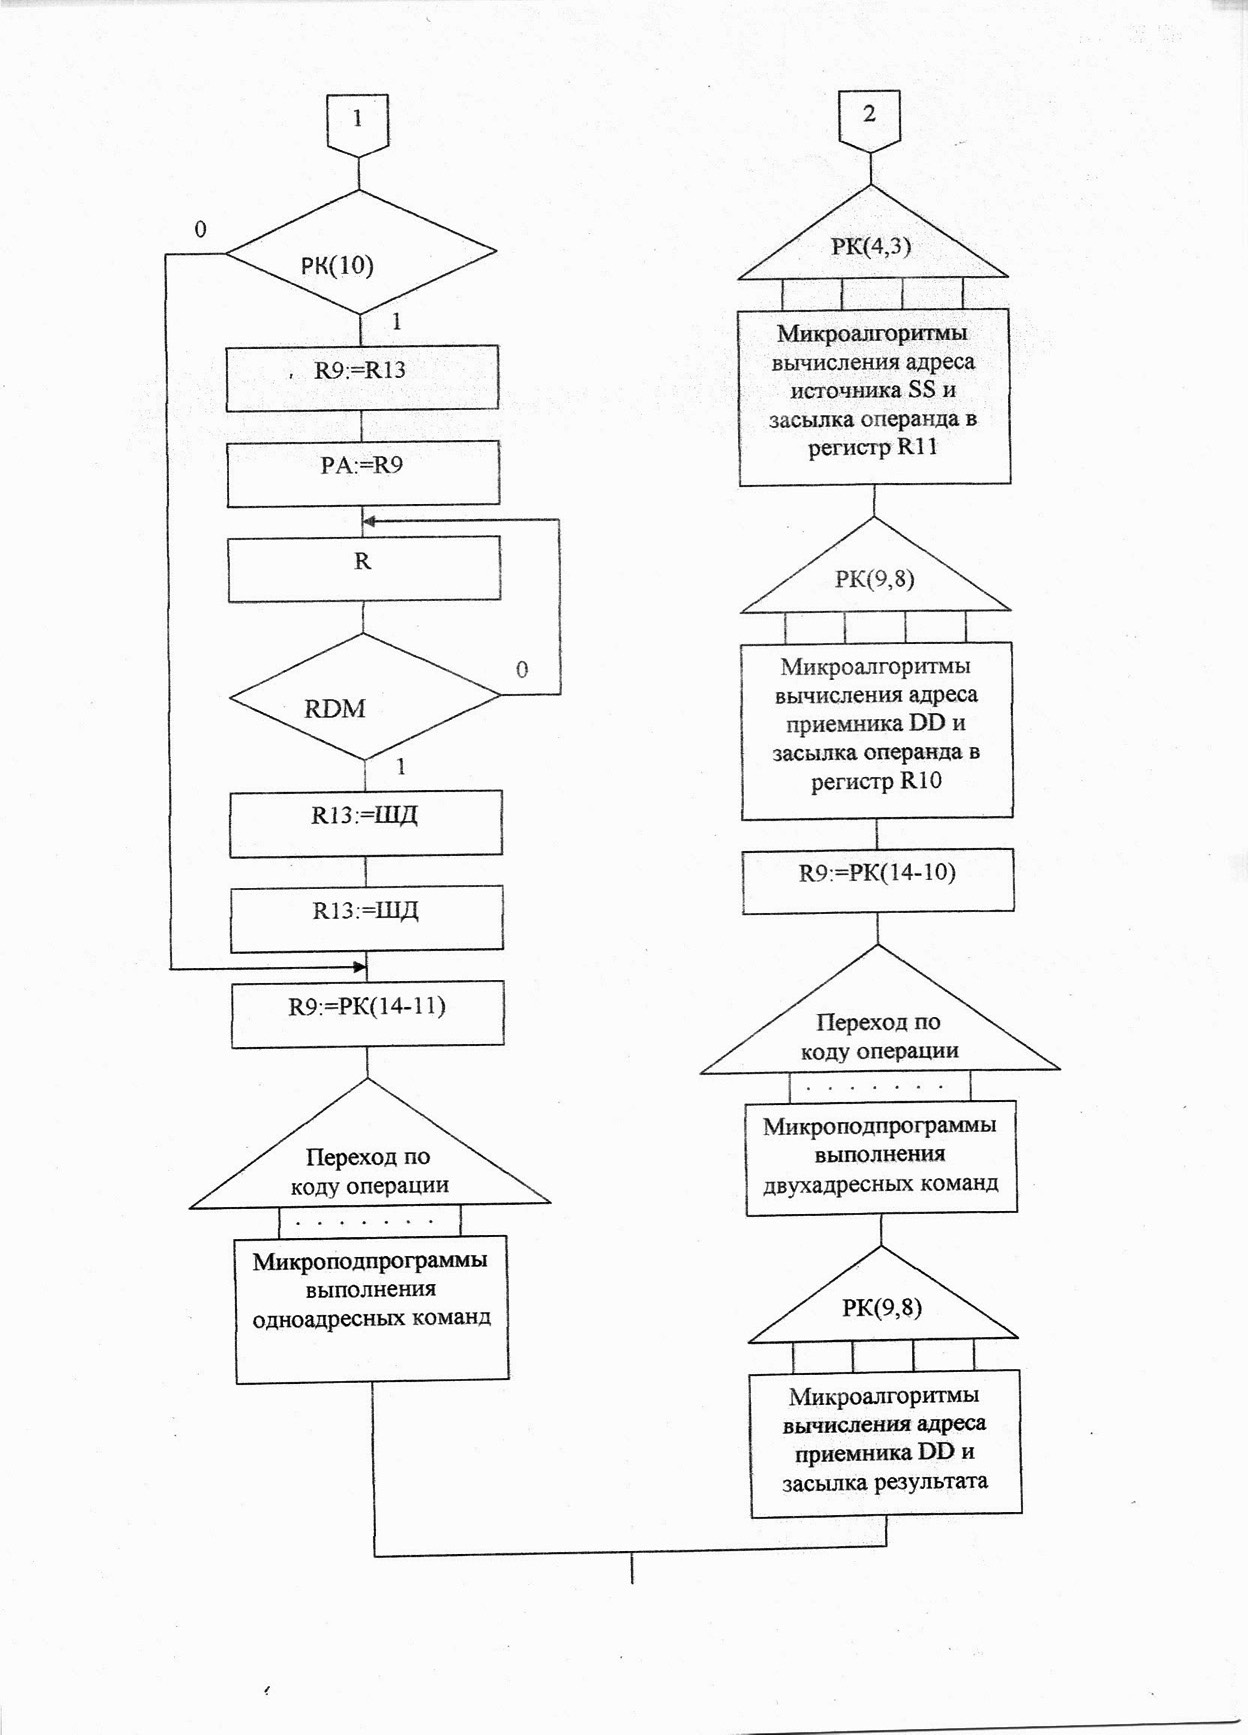 1
0
РК(10)
1
R9:=R13
РА:=R9
R
0
RDM
1
R13:=ШД
R13:=ШД
R9:=РК(14-11)
Переход по
коду операции
. . . . . . .
Микроподпрограммы
выполнения
одноадресных команд
2
РК(4,3)
Микроалгоритмы
вычисления адреса
источника SS и
засылка операнда в
регистр R11
РК(9,8)
Микроалгоритмы
вычисления адреса
приемника DD и
засылка операнда в
регистр R10
R9:=РК(14-10)
Переход по
коду операции
. . . . . . .
Микроподпрограммы
выполнения
двухадресных команд
РК(9,8)
Микроалгоритмы
вычисления адреса
приемника DD и
засылка результата